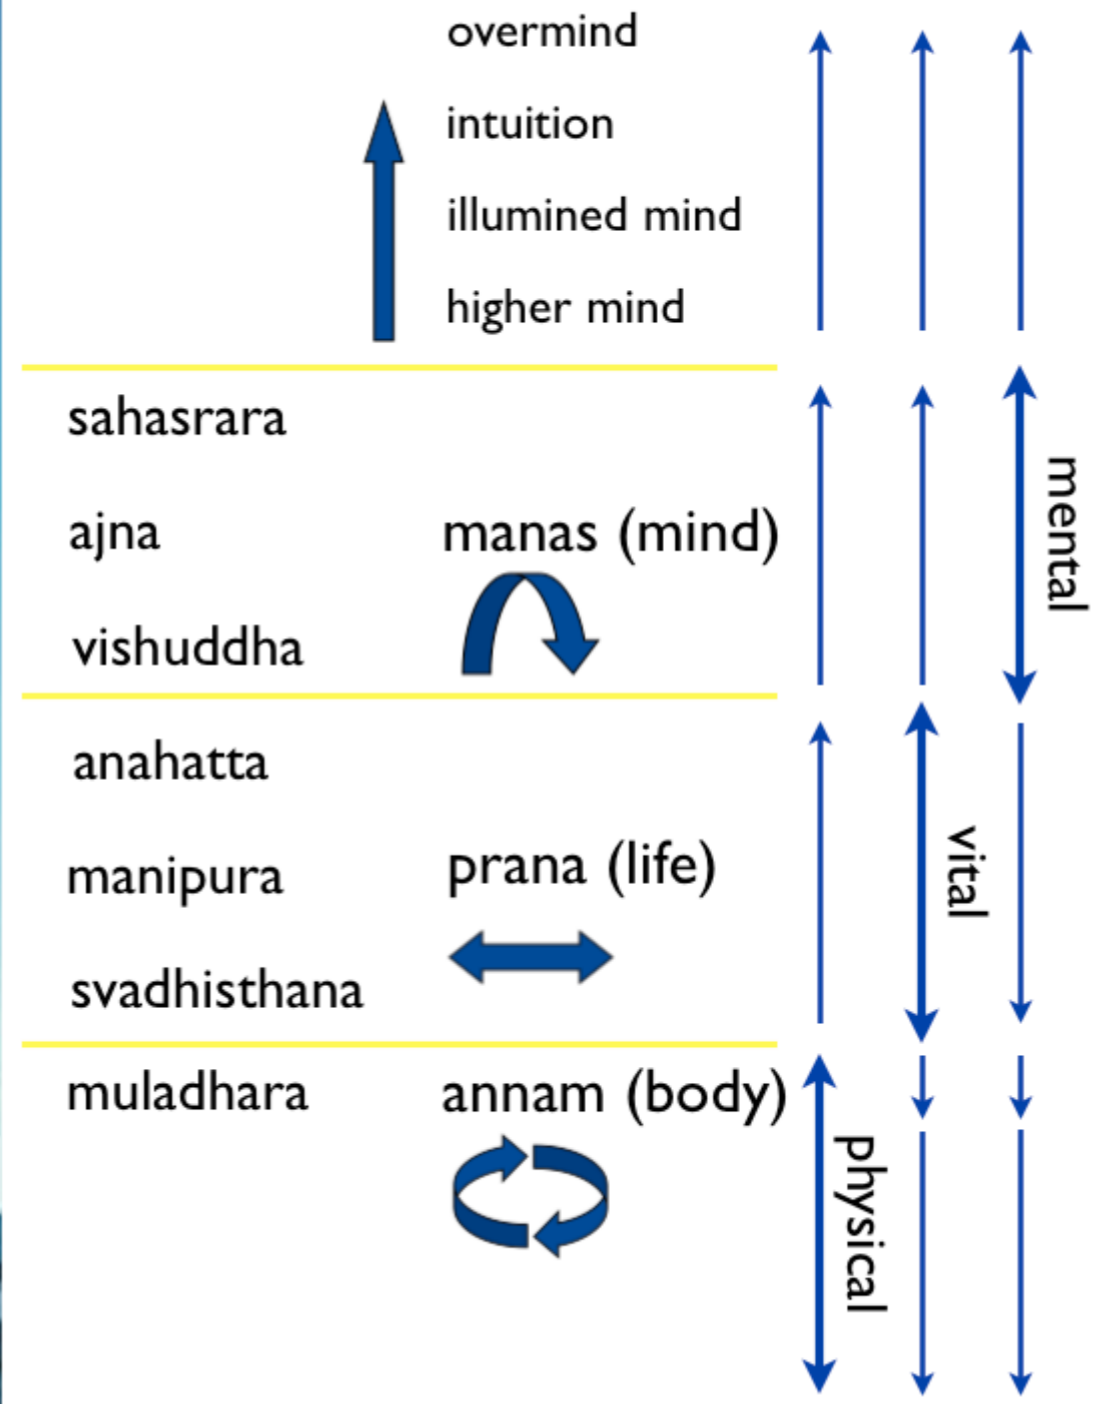 overmind
intuition
illumined mind
higher mind
sahasrara
ajna
manas (mind)
mental
vishuddha
anahatta
manipura
prana (life)
vital
svadhisthana
muladhara
annam (body)
physical